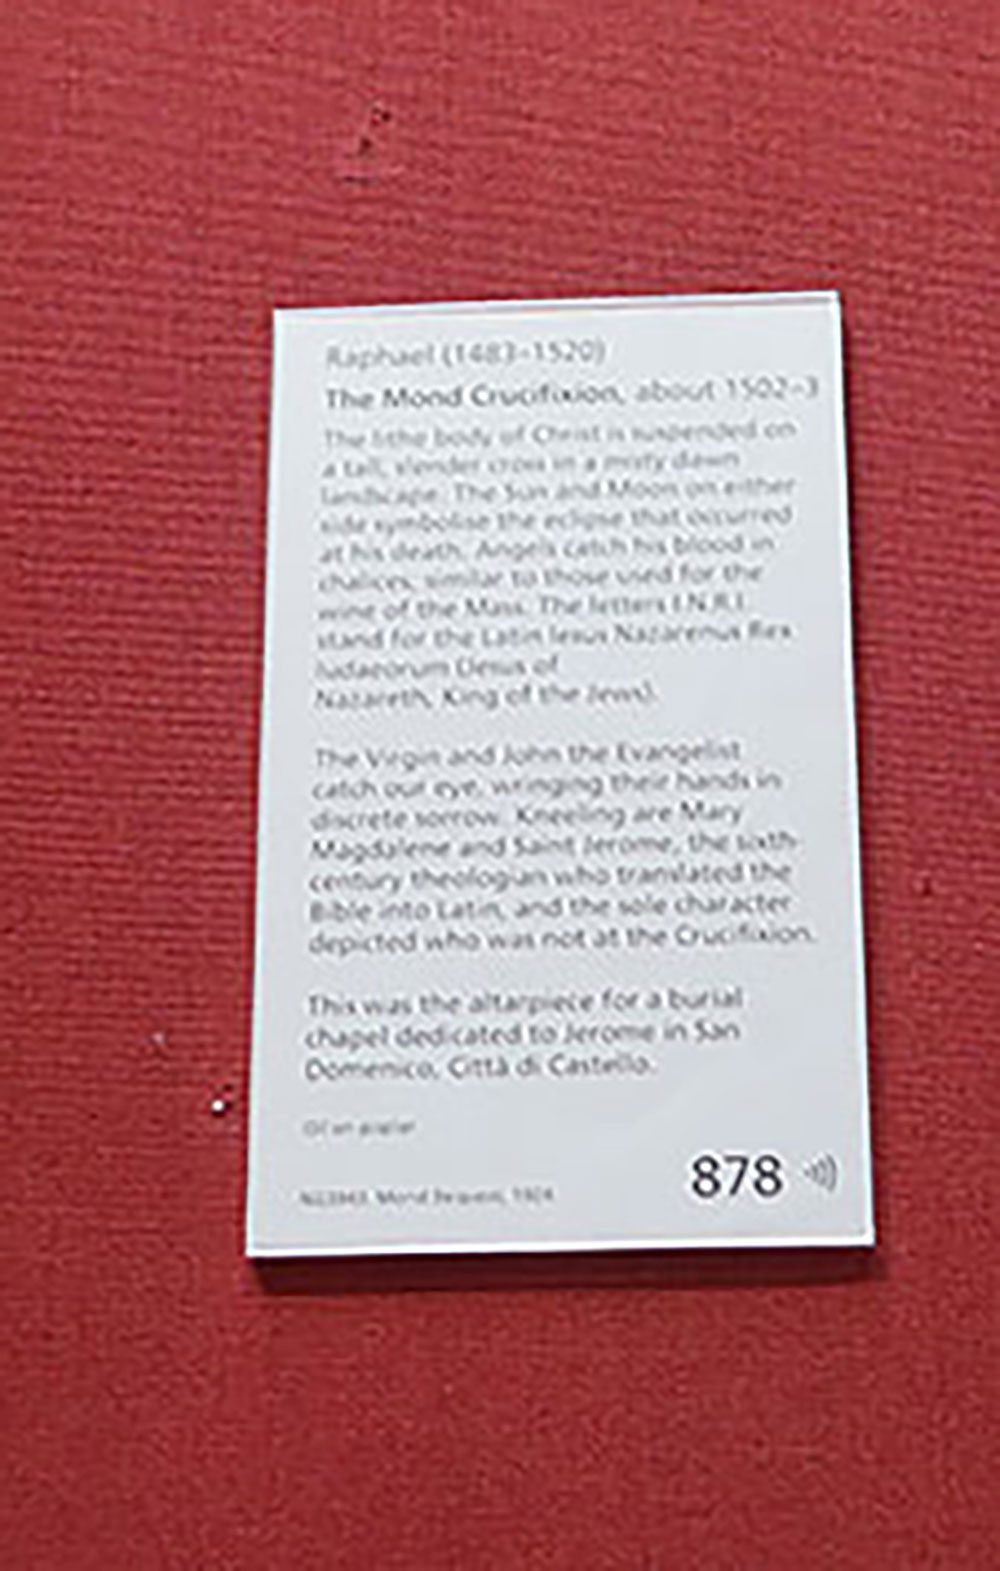 Raphael (1483–1520)
The Mond Crucifixion, about 1502–3
The lithe body of Christ is suspended on
a tall, slender cross in a misty dawn
landscape. The Sun and Moon on either
side symbolise the eclipse that occurred
at his death. Angels catch his blood in
chalices, similar to those used for the
wine of the Mass. The letters I.N.R.I.
stand for the Latin Iesus Nazarenus Rex
Iudaeorum (Jesus of
Nazareth, King of the Jews).
The Virgin and John the Evangelist
catch our eye, wringing their hands in
discrete sorrow. Kneeling are Mary
Magdalene and Saint Jerome, the sixth-
century theologian who translated the
Bible into Latin, and the sole character
depicted who was not at the Crucifixion.
This was the altarpiece for a burial
chapel dedicated to Jerome in San
Domenico, Città di Castello.
Oil on poplar
NG3943. Mond Bequest, 1924
878